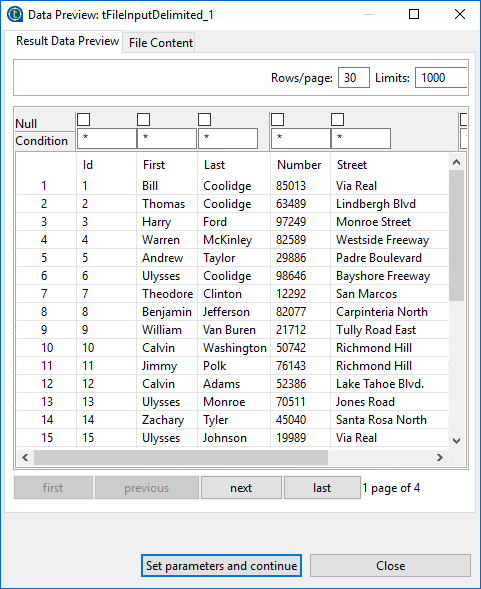 Data Preview: tFileInputDelimited_1
Result Data Preview File Content
Rows/page: 30 Limits: 1000
Null
Condition * * * * *
Id First Last Number Street
1 1 Bill Coolidge 85013 Via Real
2 2 Thomas Coolidge 63489 Lindbergh Blvd
3 3 Harry Ford 97249 Monroe Street
4 4 Warren McKinley 82589 Westside Freeway
5 5 Andrew Taylor 29886 Padre Boulevard
6 6 Ulysses Coolidge 98646 Bayshore Freeway
7 7 Theodore Clinton 12292 San Marcos
8 8 Benjamin Jefferson 82077 Carpinteria North
9 9 William Van Buren 21712 Tully Road East
10 10 Calvin Washington 50742 Richmond Hill
11 11 Jimmy Polk 76143 Richmond Hill
12 12 Calvin Adams 52386 Lake Tahoe Blvd.
13 13 Ulysses Monroe 70511 Jones Road
14 14 Zachary Tyler 45040 Santa Rosa North
15 15 Ulysses Johnson 19989 Via Real
first previous next last 1 page of 4
Set parameters and continue Close